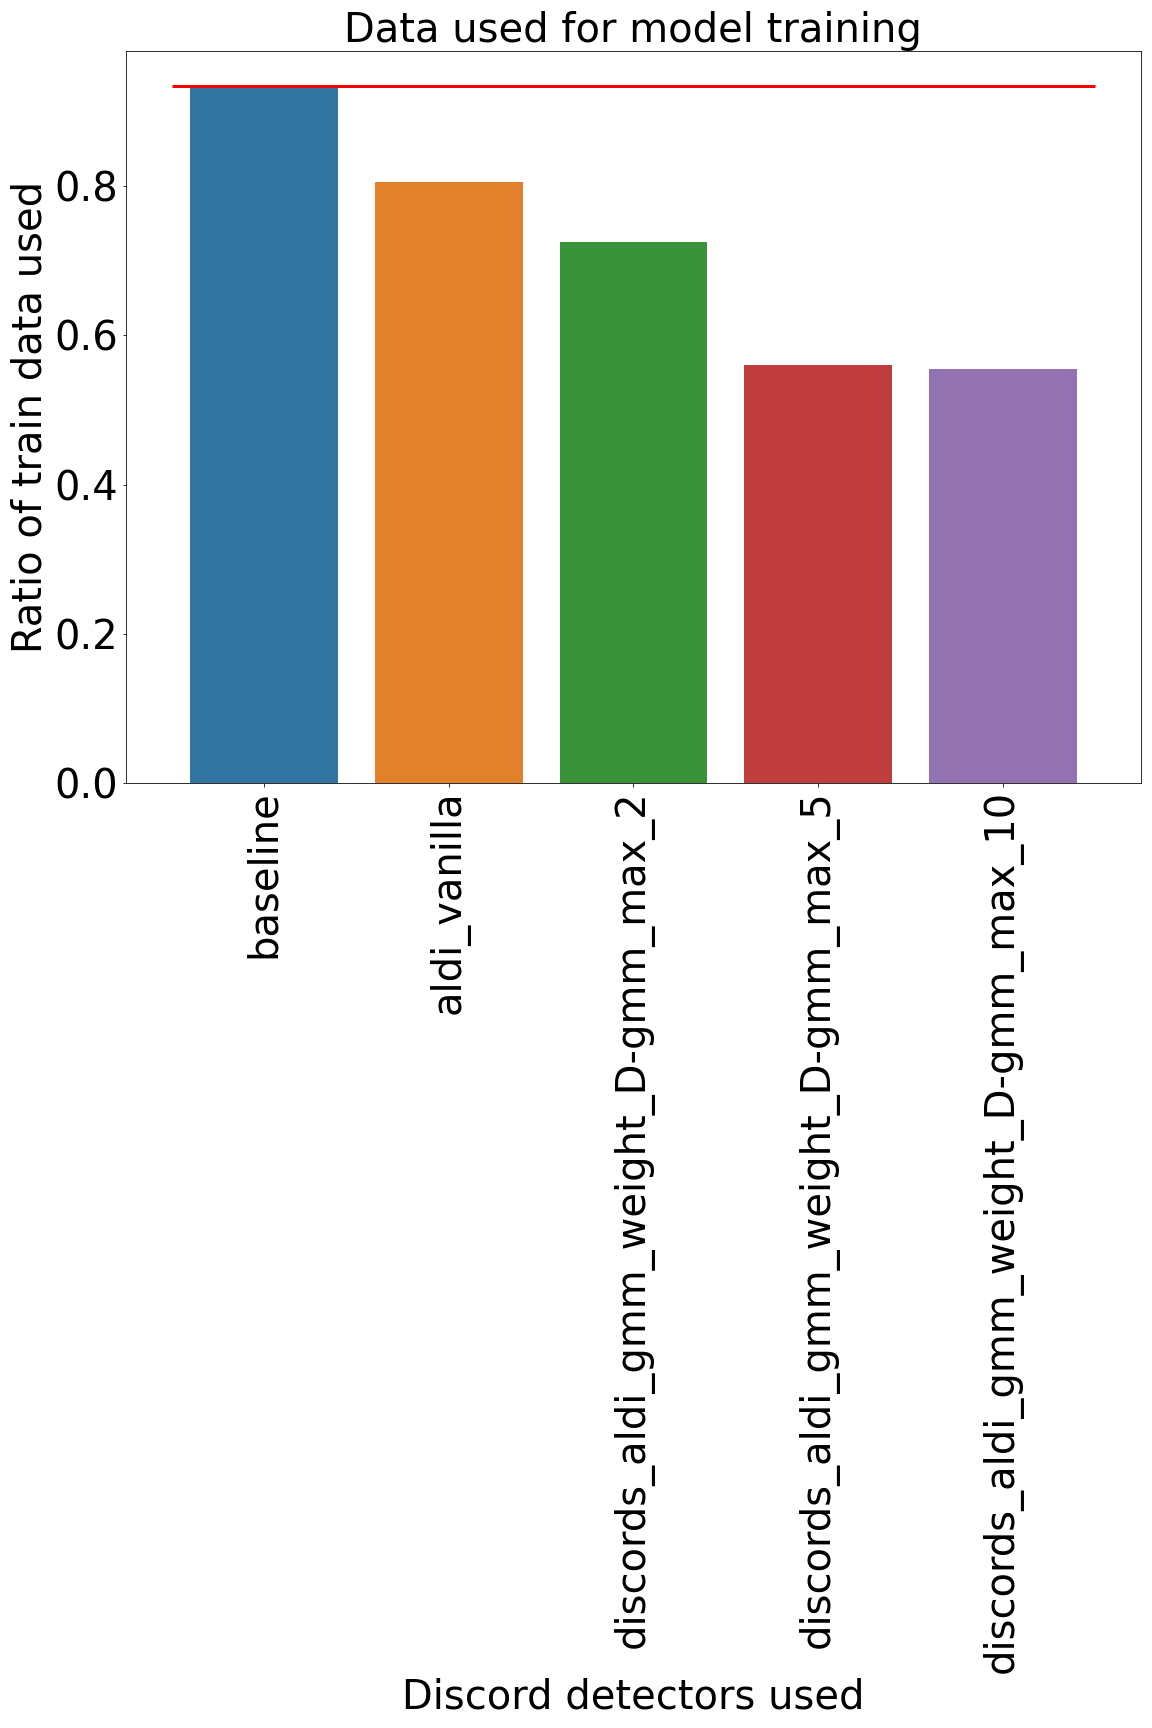 Data used for model training
Ratio of train data used
0.8
0.6
0.4
0.2
0.0
baseline
aldi_vanilla
discords_aldi_gmm_weight_D-gmm_max_2
discords_aldi_gmm_weight_D-gmm_max_5
discords_aldi_gmm_weight_D-gmm_max_10
Discord detectors used